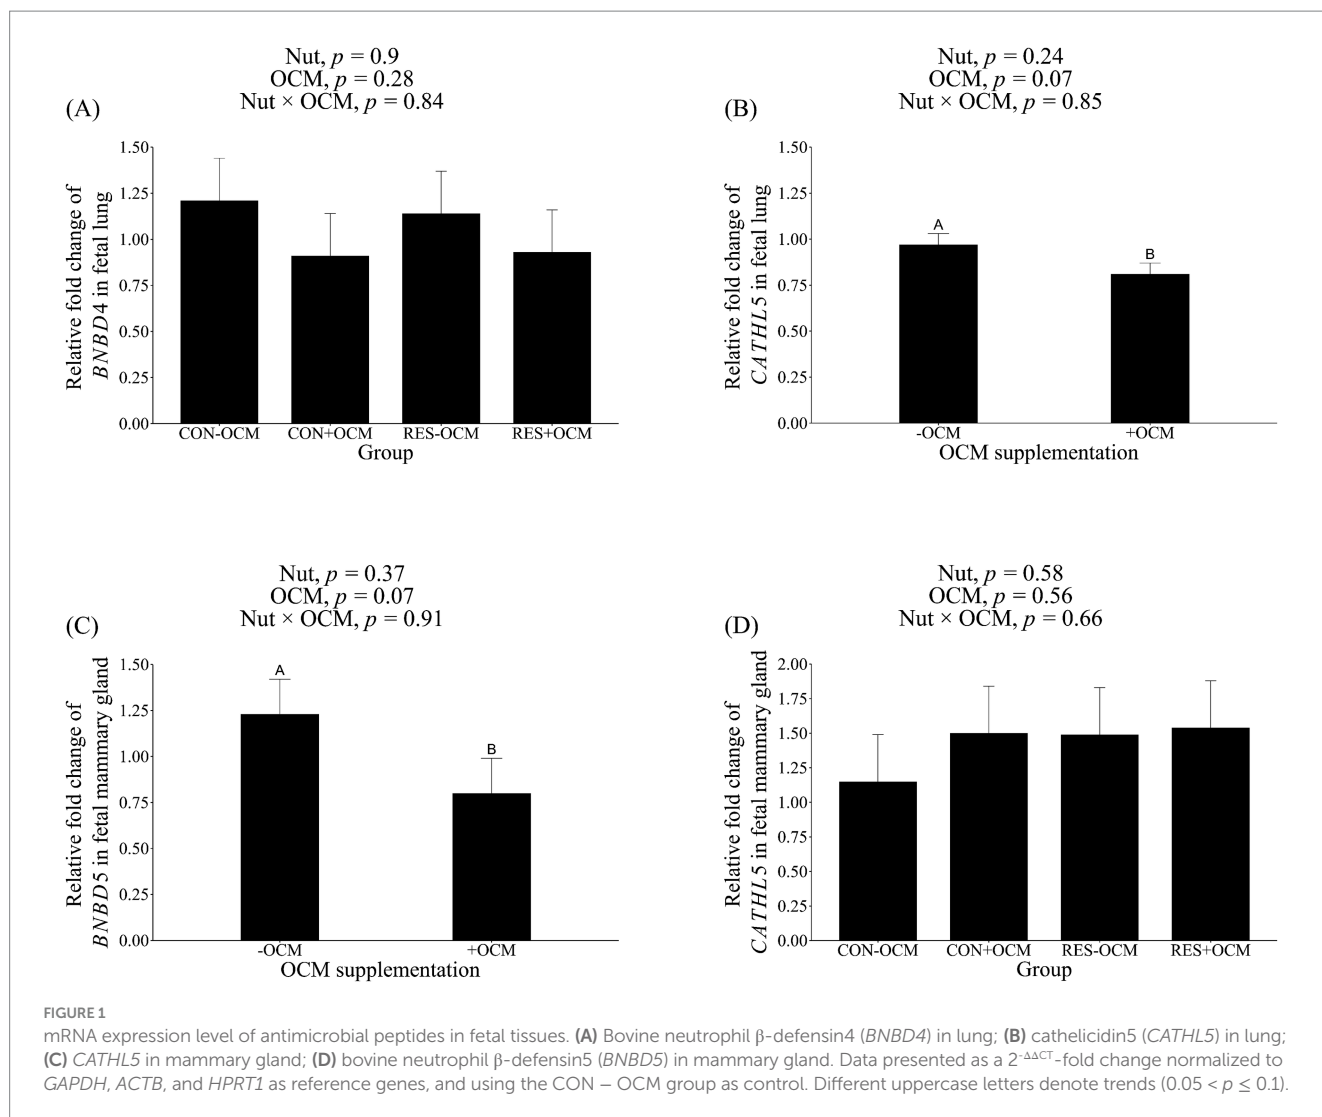 Nut, p = 0.9
OCM, p = 0.28
Nut × OCM, p = 0.84
(A)
Relative fold change of
BNBD4 in fetal lung
1.50
1.25
1.00
0.75
0.50
0.25
0.00
CON-OCM CON+OCM RES-OCM RES+OCM
Group
Nut, p = 0.24
OCM, p = 0.07
Nut × OCM, p = 0.85
(B)
Relative fold change of
CATHL5 in fetal lung
1.50
1.25
1.00
0.75
0.50
0.25
0.00
A
B
-OCM +OCM
OCM supplementation
Nut, p = 0.37
OCM, p = 0.07
Nut × OCM, p = 0.91
(C)
Relative fold change of
BNBD5 in fetal mammary gland
1.50
1.25
1.00
0.75
0.50
0.25
0.00
A
B
-OCM +OCM
OCM supplementation
Nut, p = 0.58
OCM, p = 0.56
Nut × OCM, p = 0.66
(D)
Relative fold change of
CATHL5 in fetal mammary gland
2.00
1.75
1.50
1.25
1.00
0.75
0.50
0.25
0.00
CON-OCM CON+OCM RES-OCM RES+OCM
Group
FIGURE 1
mRNA expression level of antimicrobial peptides in fetal tissues. (A) Bovine neutrophil β-defensin4 (BNBD4) in lung; (B) cathelicidin5 (CATHL5) in lung;
(C) CATHL5 in mammary gland; (D) bovine neutrophil β-defensin5 (BNBD5) in mammary gland. Data presented as a 2-ΔΔCT-fold change normalized to
GAPDH, ACTB, and HPRT1 as reference genes, and using the CON – OCM group as control. Different uppercase letters denote trends (0.05 < p ≤ 0.1).